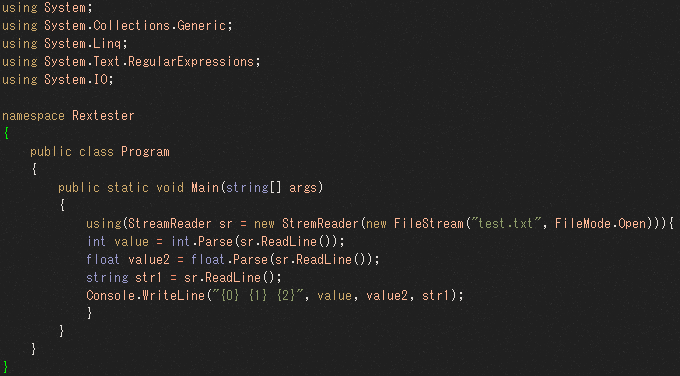 using System;
using System.Collections.Generic;
using System.Linq;
using System.Text.RegularExpressions;
using System.IO;
namespace Rextester
{
public class Program
{
public static void Main(string[] args)
{
using(StreamReader sr = new StremReader(new FileStream("test.txt", FileMode.Open))){
int value = int.Parse(sr.ReadLine());
float value2 = float.Parse(sr.ReadLine());
string str1 = sr.ReadLine();
Console.WriteLine("{0} {1} {2}", value, value2, str1);
}
}
}
}